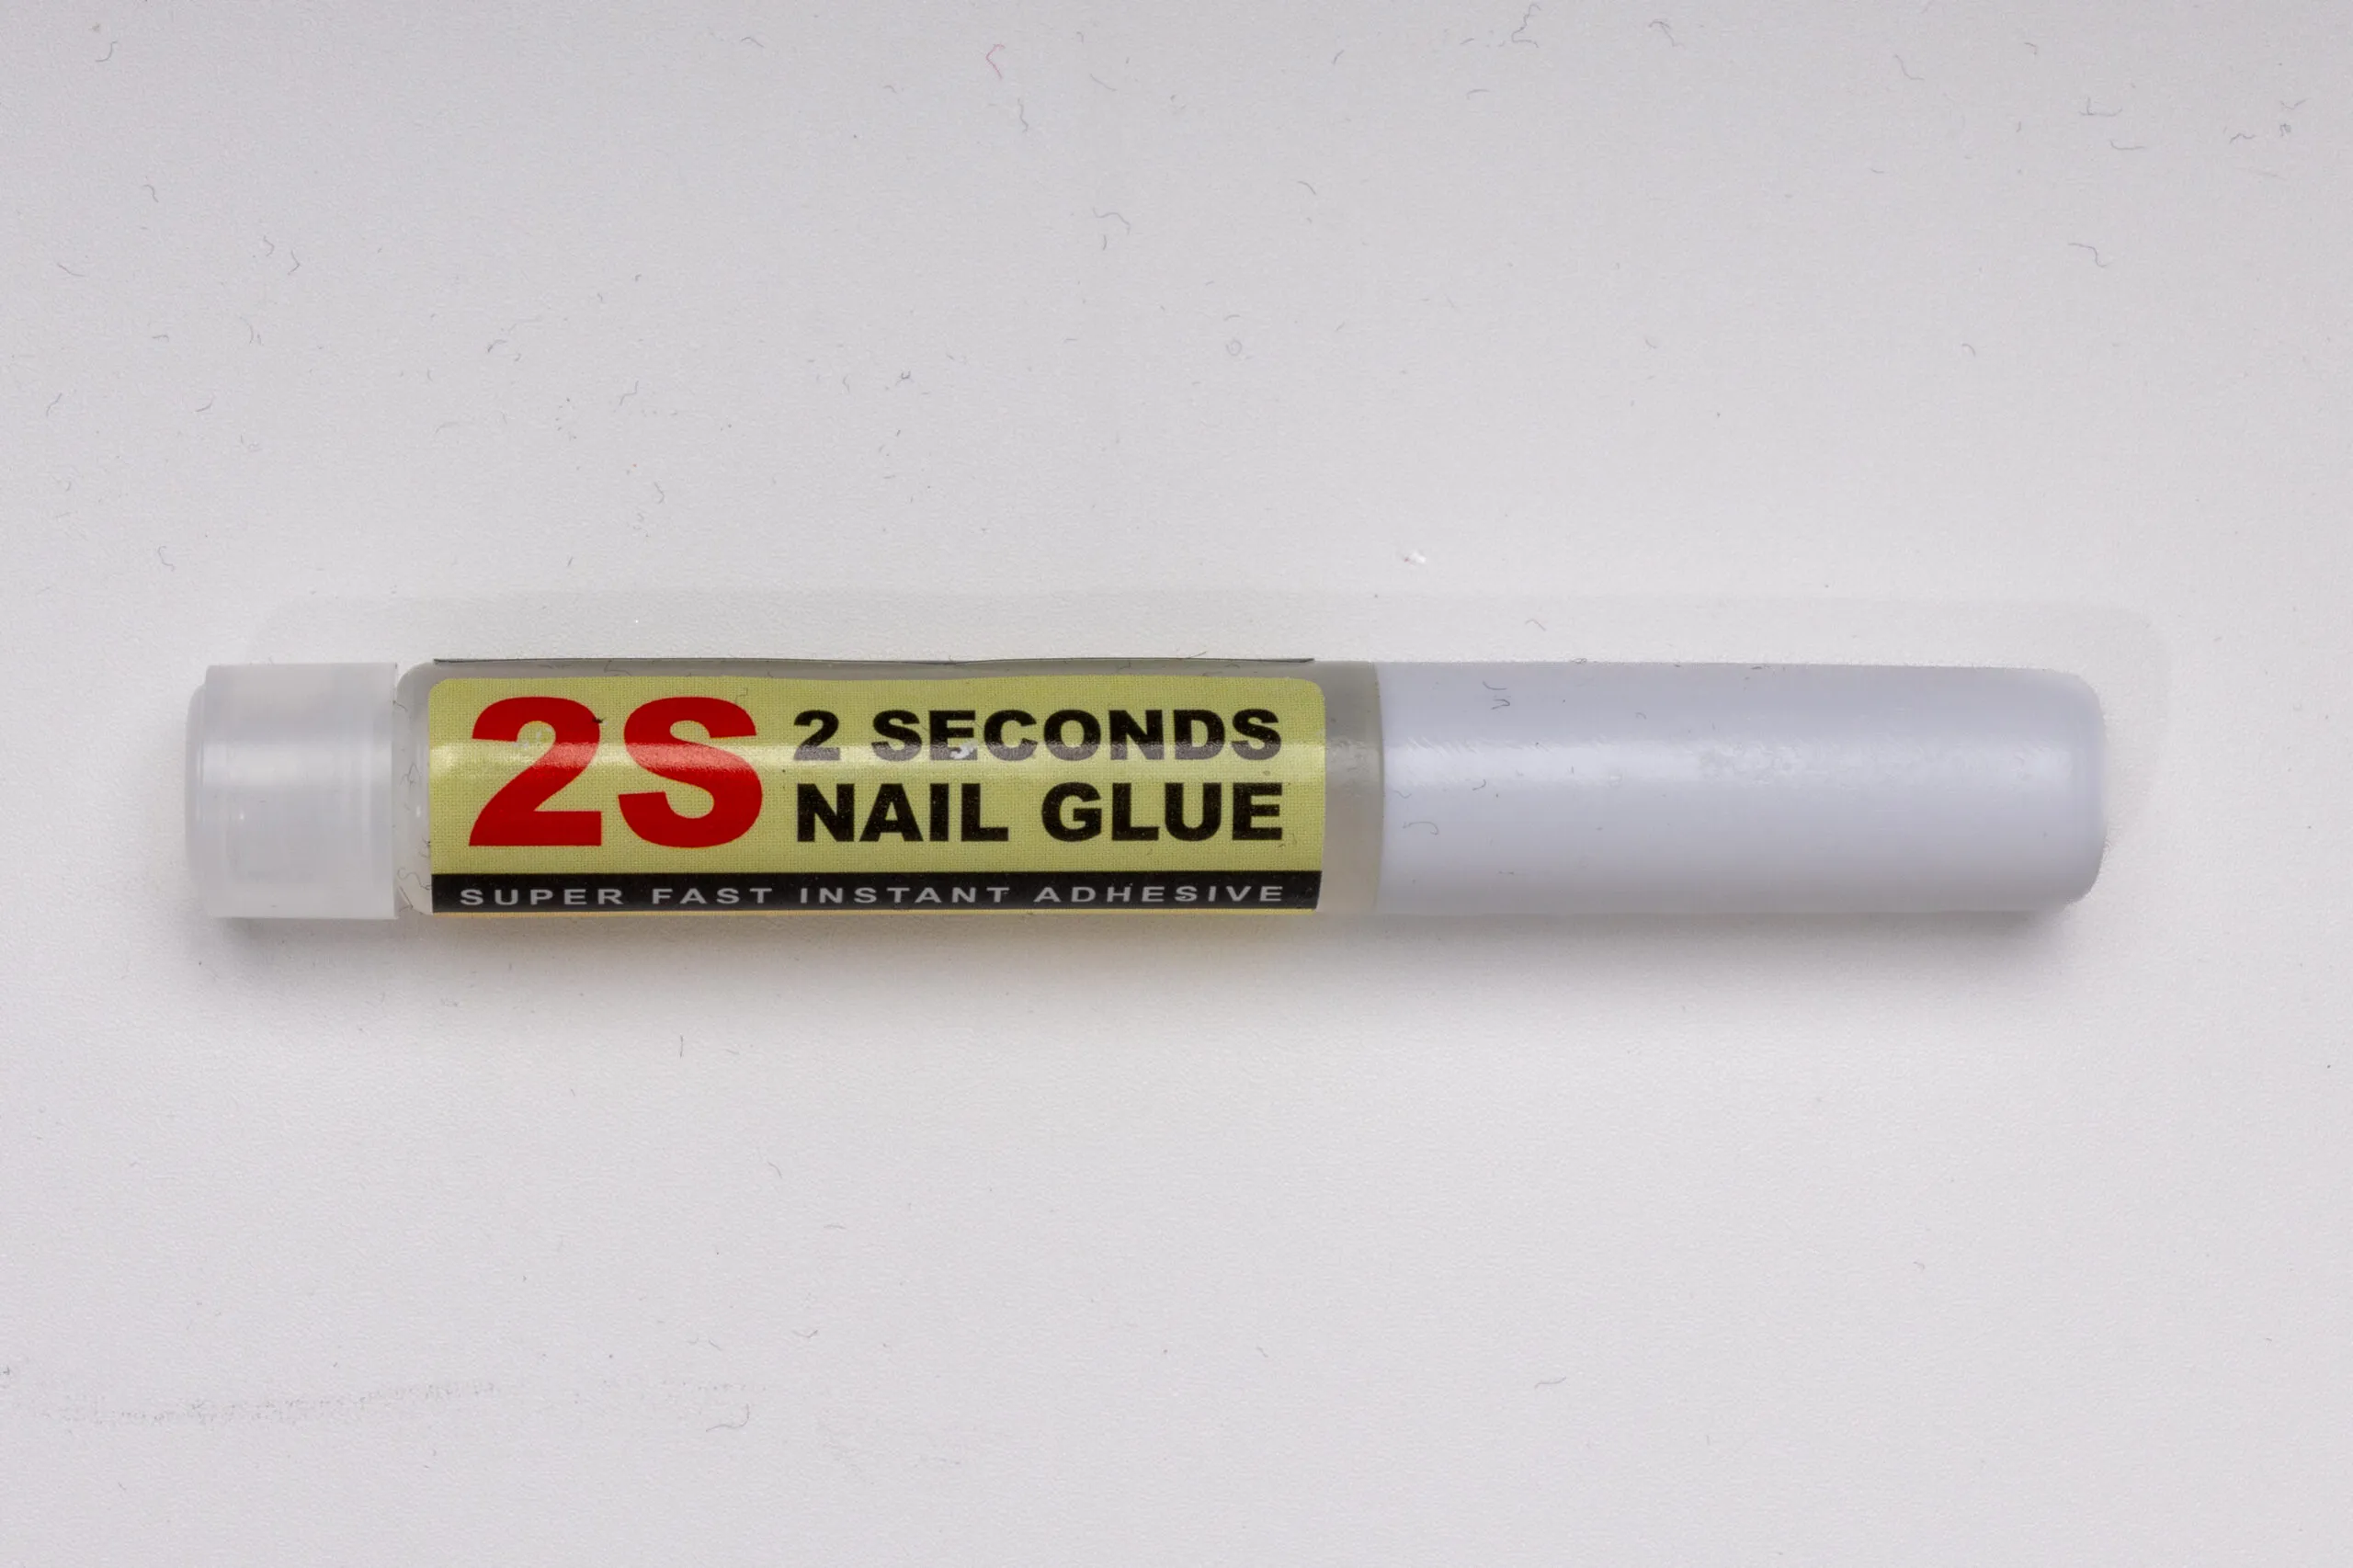 2S
2 SECONDS
NAIL GLUE
SUPER FAST INSTANT ADHESIVE